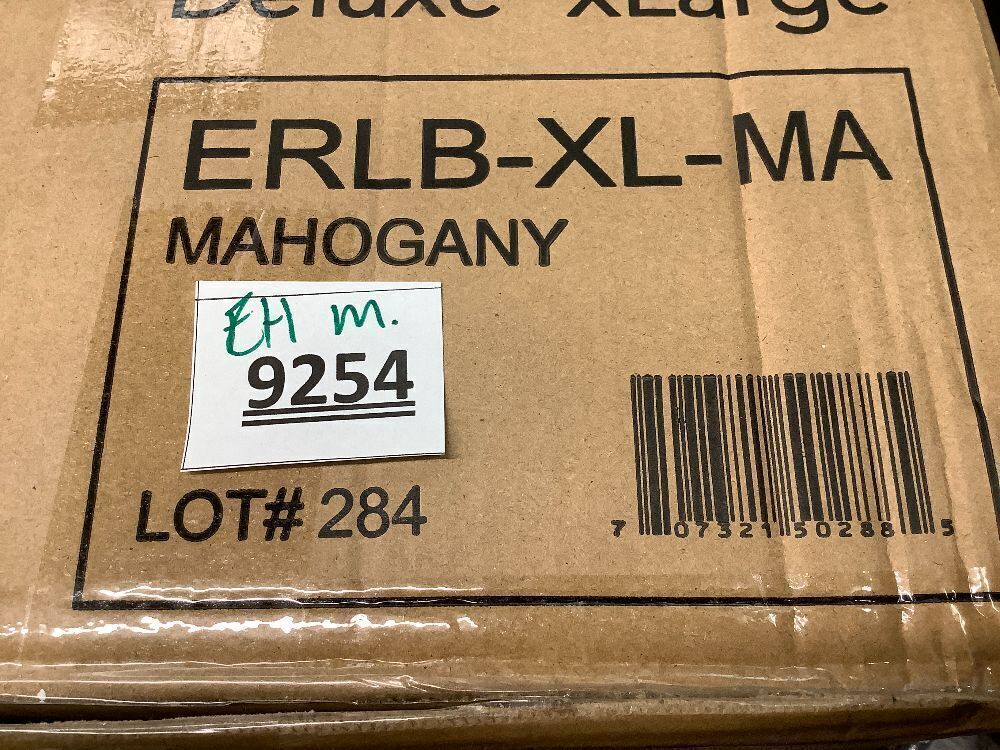 Deluxe xLarge
ERLB-XL-MA
MAHOGANY
EH m.
9254
LOT# 284
7 07321 50288 5